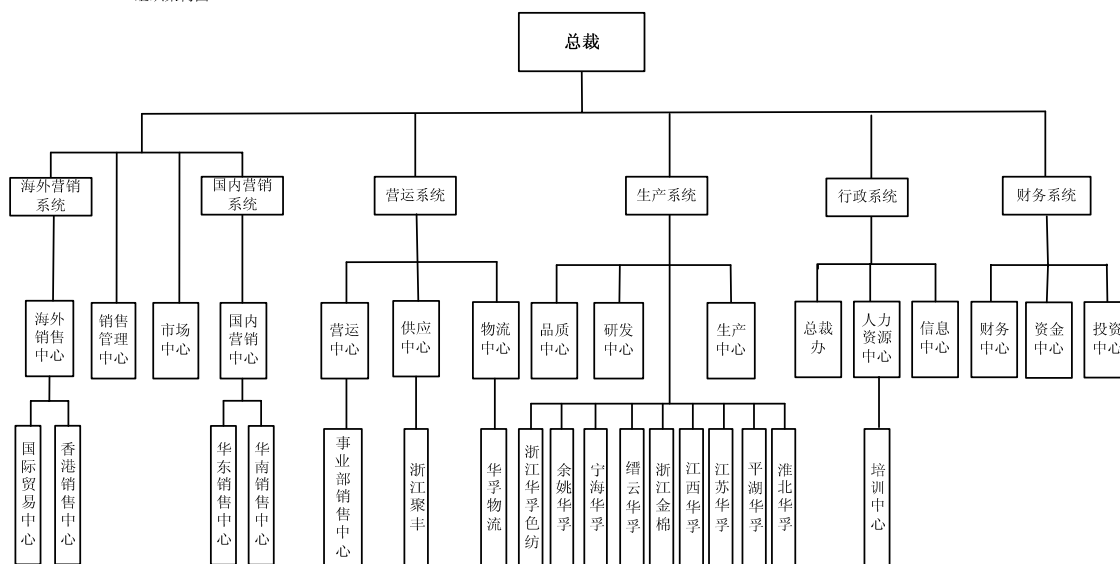 总裁
海外营销
系统
国内营销
系统
营运系统
生产系统
行政系统
财务系统
海外
销售
中心
销售
管理
中心
市场
中心
国内
营销
中心
营运
中心
供应
中心
物流
中心
品质
中心
研发
中心
生产
中心
总裁
办
人力
资源
中心
信息
中心
财务
中心
资金
中心
投资
中心
国际贸易中心
香港销售中心
华东销售中心
华南销售中心
事业部销售中心
浙江聚丰
华孚物流
浙江华孚色纺
余姚华孚
宁海华孚
缙云华孚
浙江金棉
江西华孚
江苏华孚
平湖华孚
淮北华孚
培训中心